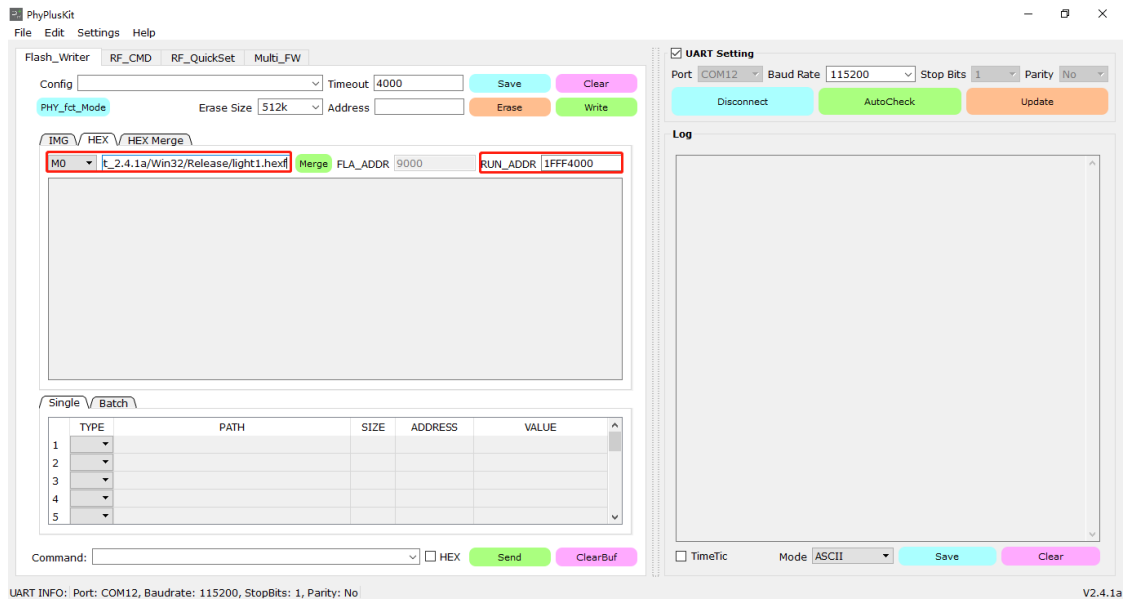 PhyPlusKit
File Edit Settings Help
Flash_Writer RF_CMD RF_QuickSet Multi_FW
Config Timeout 4000 Save Clear
PHY_fct_Mode Erase Size 512k Address Erase Write
IMG HEX HEX Merge
M0 t_2.4.1a/Win32/Release/light1.hexf Merge FLA_ADDR 9000 RUN_ADDR 1FFF4000
Single Batch
TYPE PATH SIZE ADDRESS VALUE
1
2
3
4
5
Command: HEX Send ClearBuf
UART Setting
Port COM12 Baud Rate 115200 Stop Bits 1 Parity No
Disconnect AutoCheck Update
Log
TimeTic Mode ASCII Save Clear
UART INFO: Port: COM12, Baudrate: 115200, StopBits: 1, Parity: No V2.4.1a